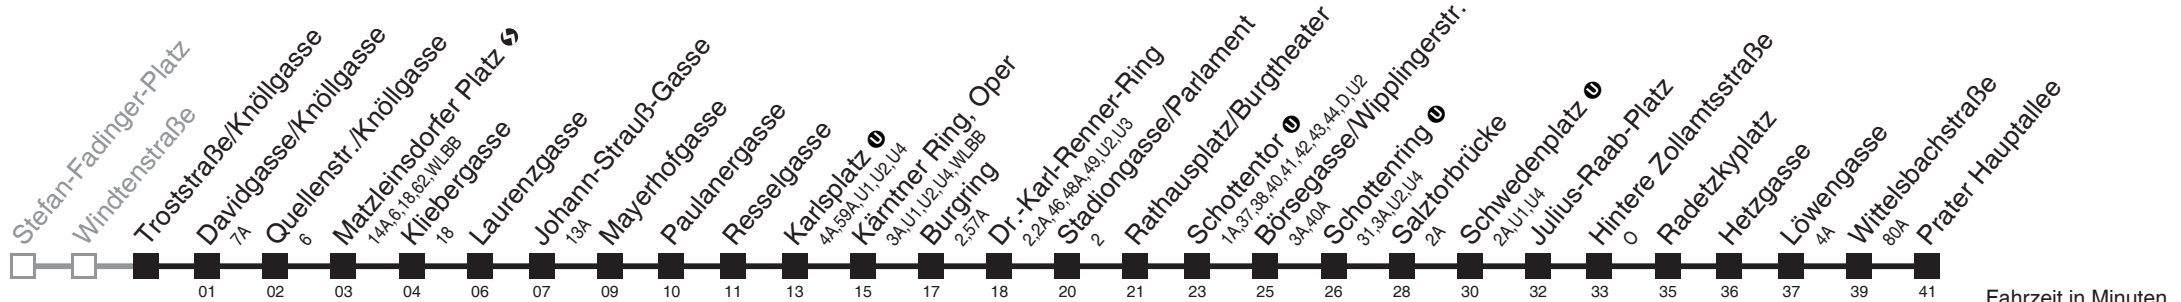 Stefan-Fadinger-Platz
Windtenstraße
Troststraße/Knöllgasse
Davidgasse/Knöllgasse
7A
Quellenstr./Knöllgasse
6
Matzleinsdorfer Platz
14A,6,18,62,WLBB
Kliebergasse
18
Laurenzgasse
Johann-Strauß-Gasse
13A
Mayerhofgasse
Paulanergasse
Resselgasse
Karlsplatz U
4A,59A,U1,U2,U4
Kärntner Ring, Oper
3A,U1,U2,U4,WLBB
Burgring
2,57A
Dr.-Karl-Renner-Ring
2,2A,46,48A,49,U2,U3
Stadiongasse/Parlament
2
Rathausplatz/Burgtheater
Schottentor U
1A,37,38,40,41,42,43,44,D,U2
Börsegasse/Wipplingerstr.
3A,40A
Schottenring U
31,3A,U2,U4
Salztorbrücke
2A
Schwedenplatz U
2A,U1,U4
Julius-Raab-Platz
Hintere Zollamtsstraße
O
Radetzkyplatz
Hetzgasse
Löwengasse
4A
Wittelsbachstraße
80A
Prater Hauptallee
01 02 03 04 06 07 09 10 11 13 15 17 18 20 21 23 25 26 28 30 32 33 35 36 37 39 41
Fahrzeit in Minuten